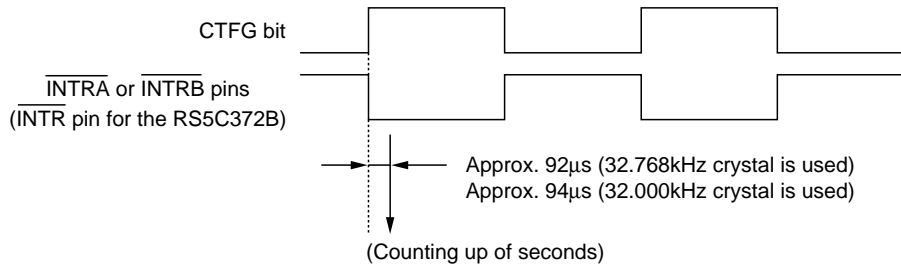 CTFG bit
INTRA or INTRB pins
(INTR pin for the RS5C372B)
Approx. 92μs (32.768kHz crystal is used)
Approx. 94μs (32.000kHz crystal is used)
(Counting up of seconds)